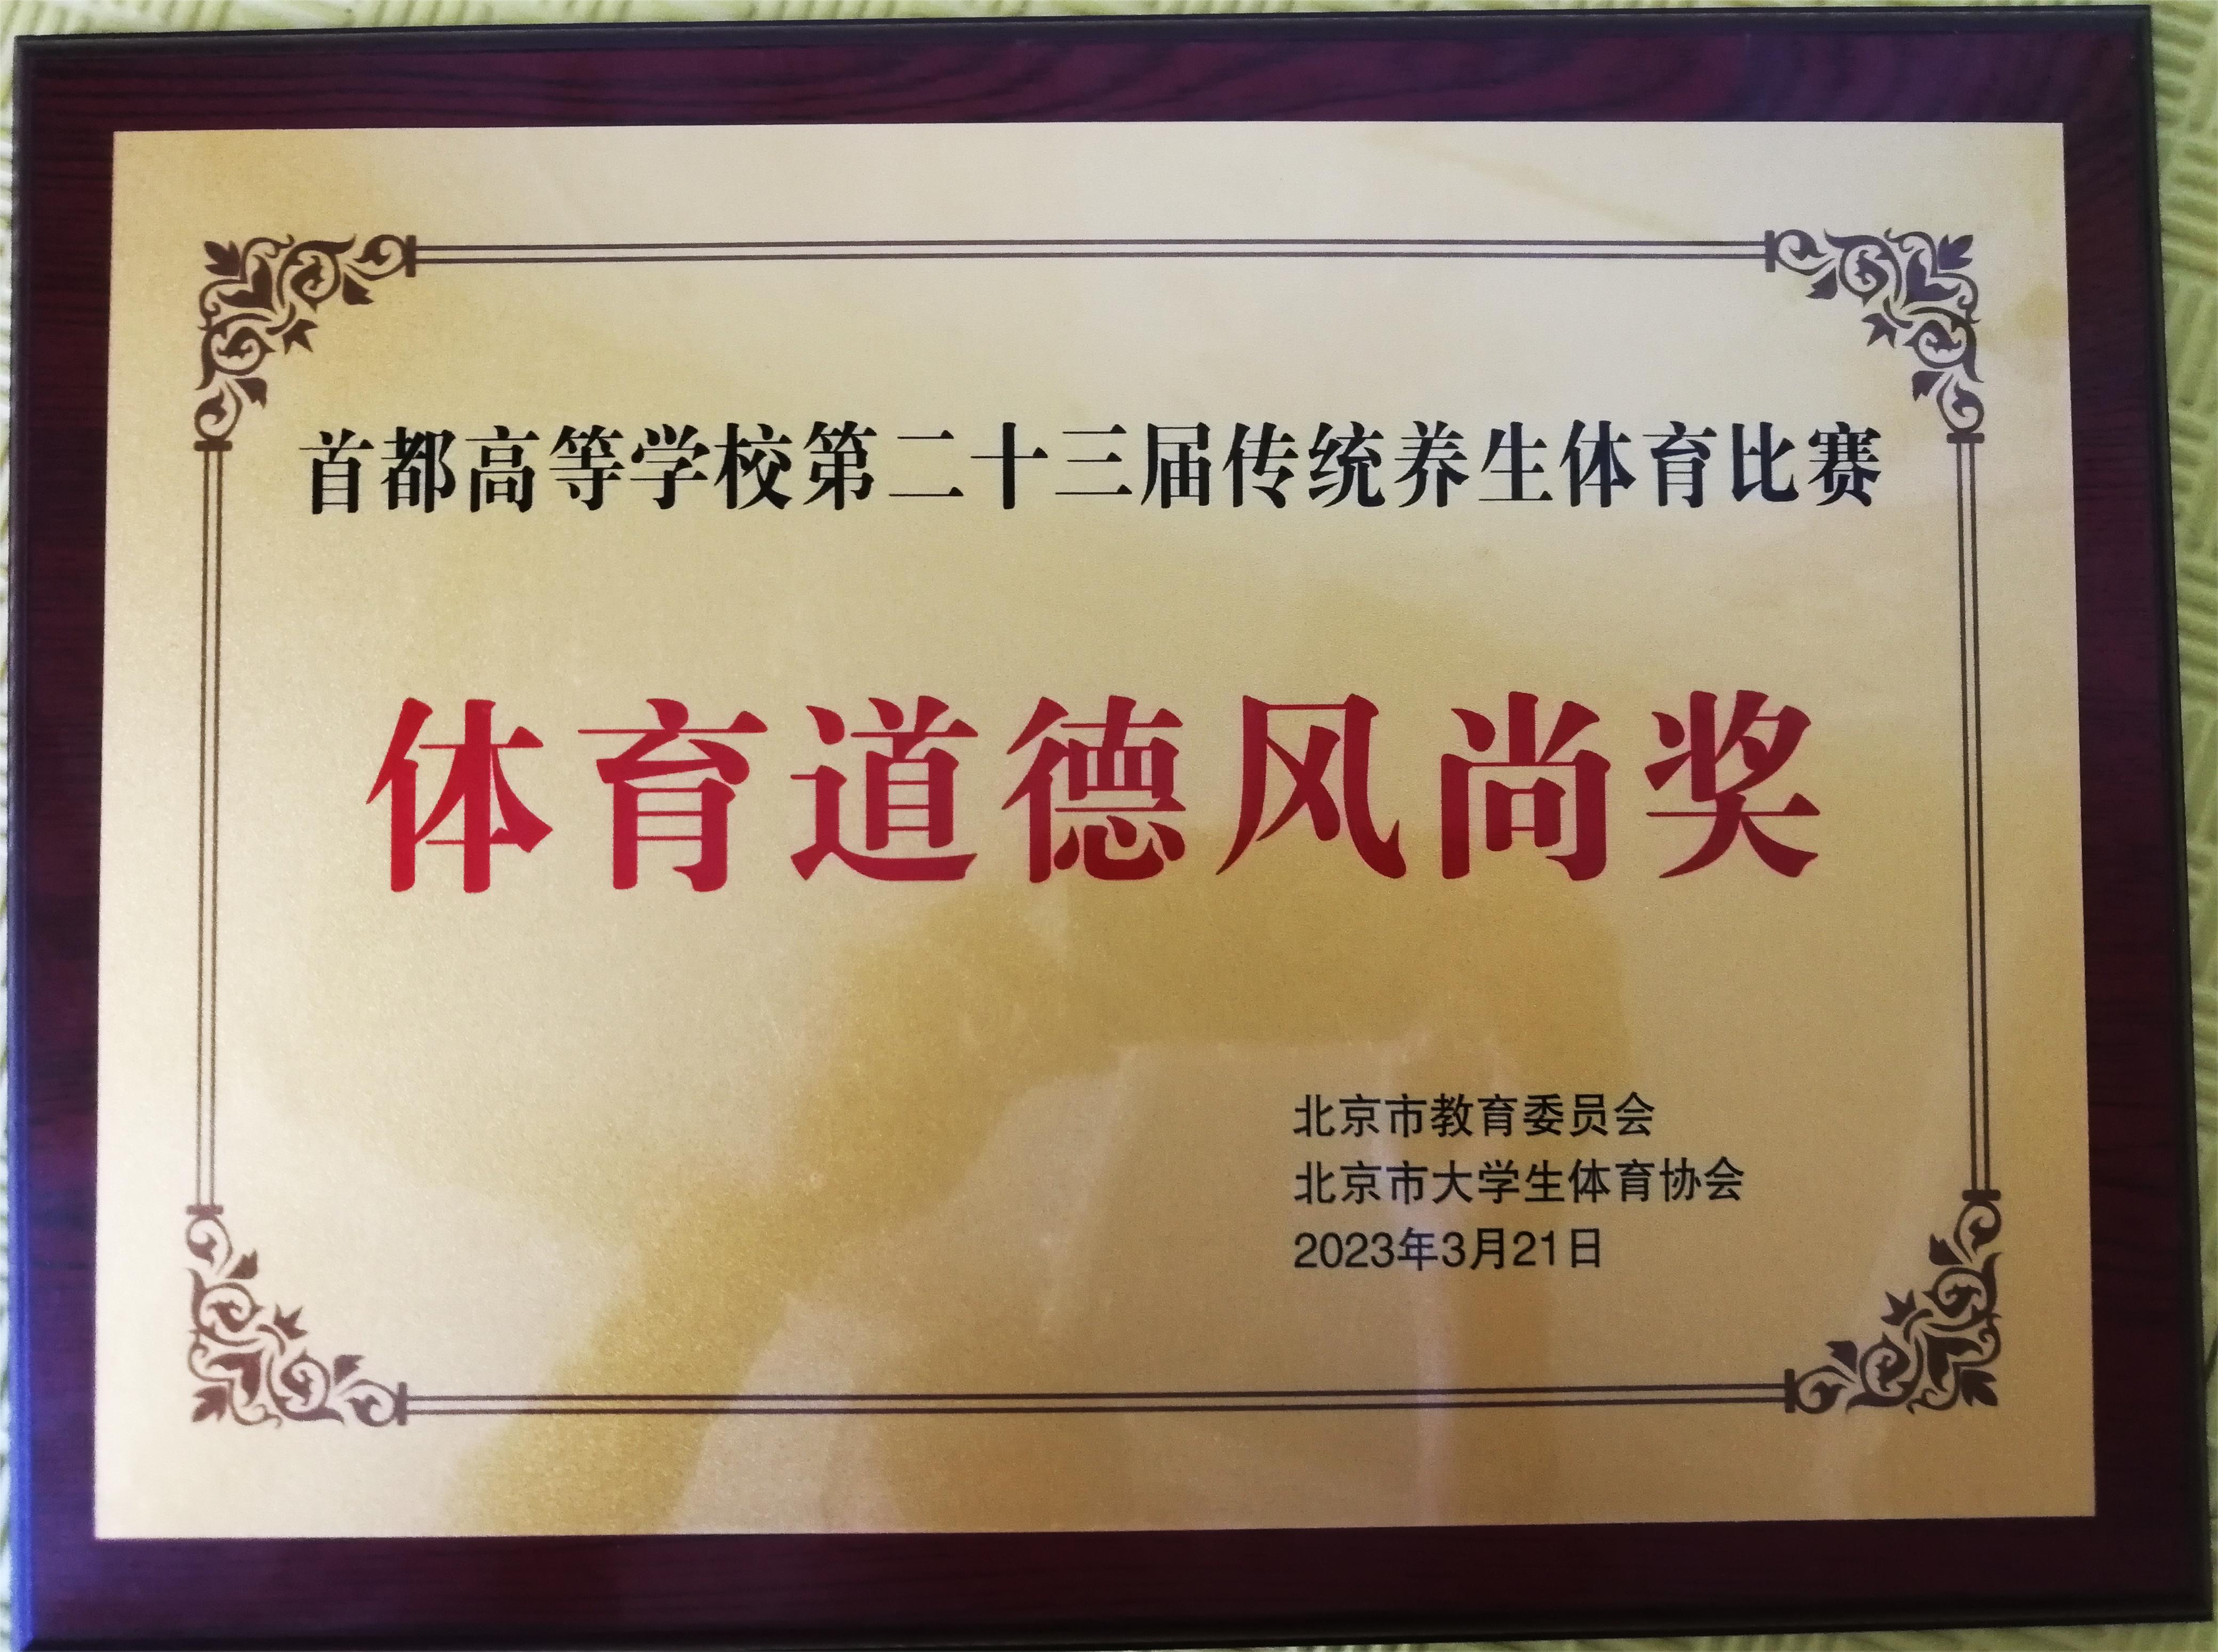 首都高等学校第二十三届传统养生体育比赛
体育道德风尚奖
北京市教育委员会
北京市大学生体育协会
2023年3月21日